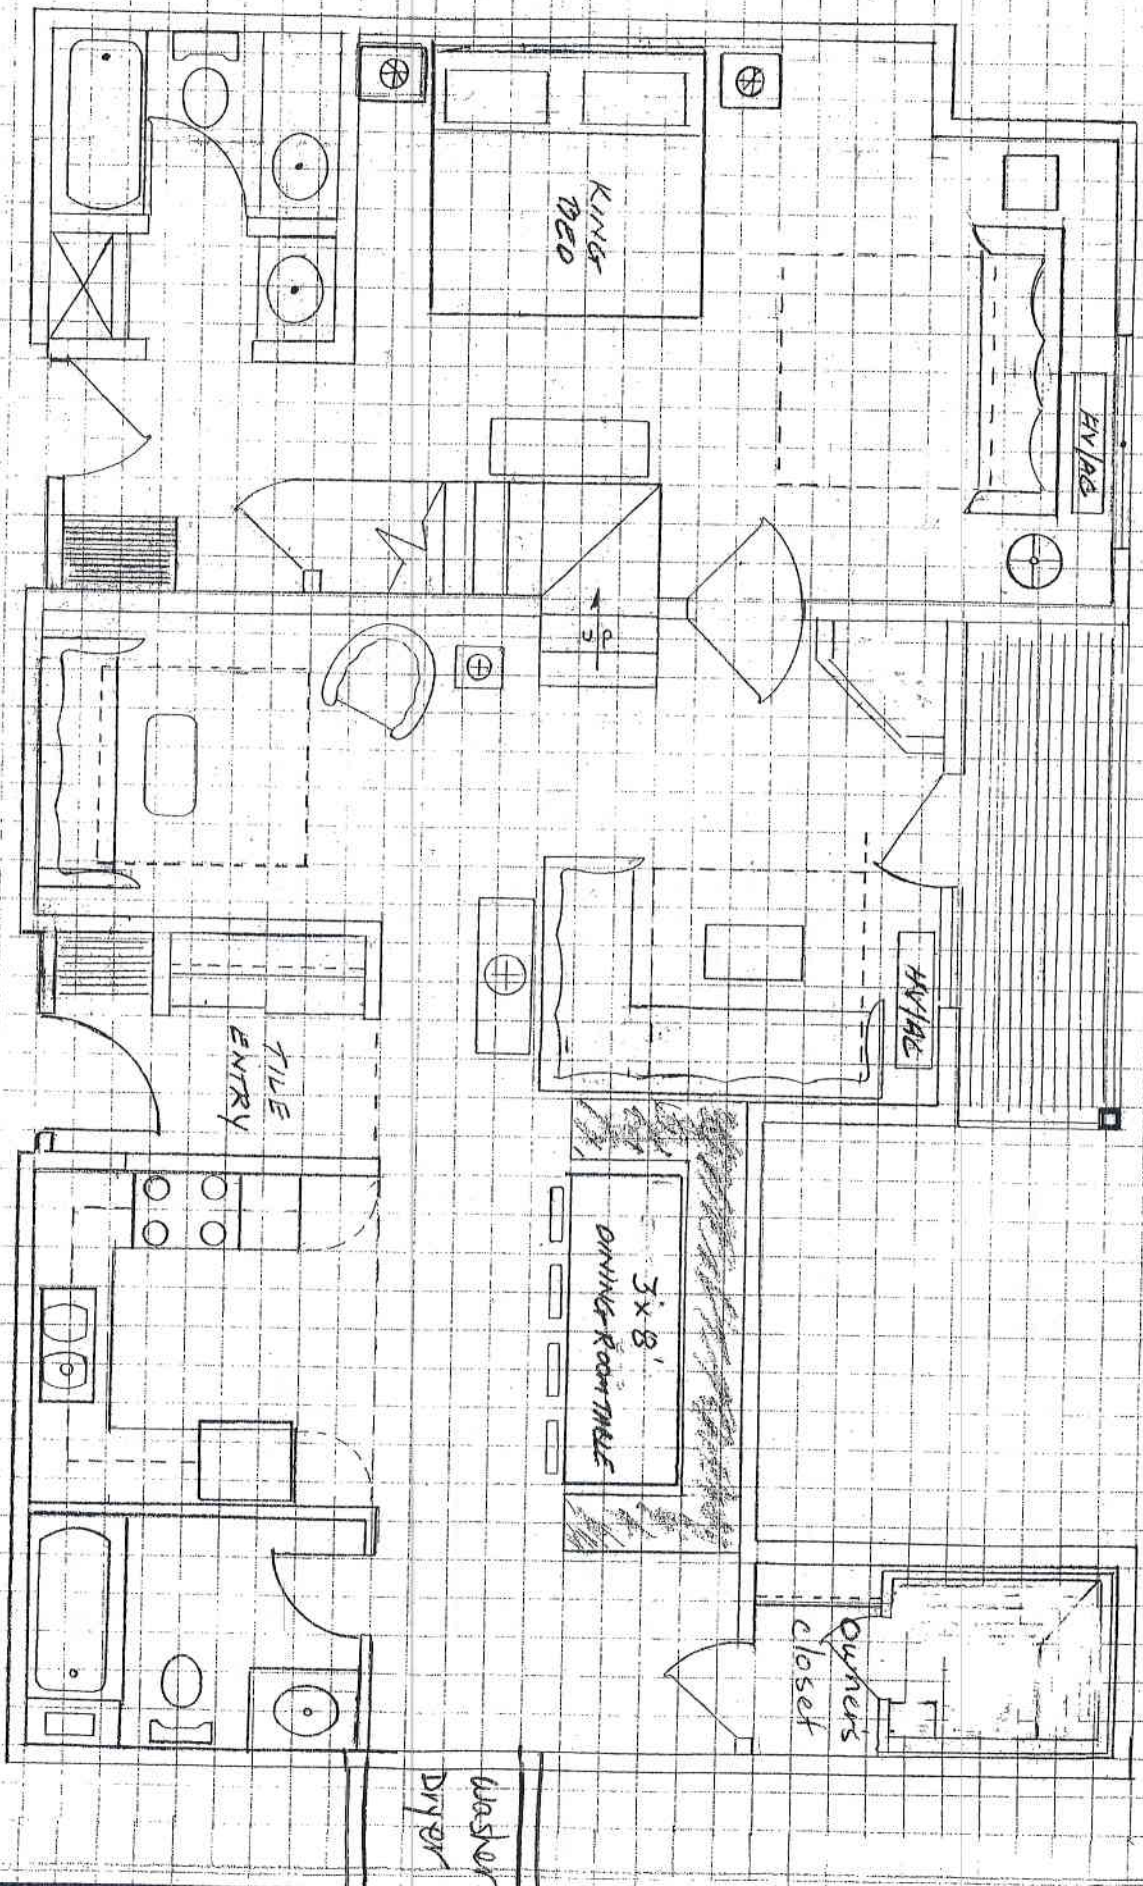 KING
BED
HV/AC
UP
HV/AC
TILE
ENTRY
3'x8'
DINING ROOM TABLE
Owners
closet
Washer
Dryer